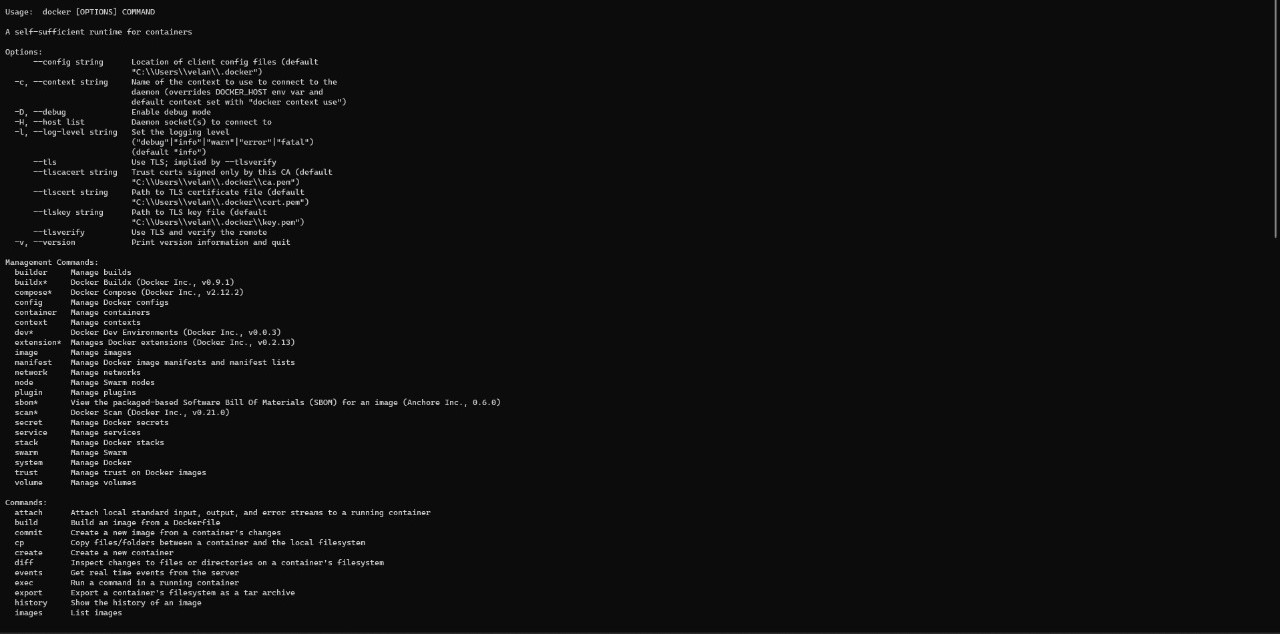 Usage:  docker [OPTIONS] COMMAND
A self-sufficient runtime for containers
Options:
      --config string      Location of client config files (default
                           "C:\\Users\\velan\\.docker")
  -c, --context string     Name of the context to use to connect to the
                           daemon (overrides DOCKER_HOST env var and
                           default context set with "docker context use")
  -D, --debug              Enable debug mode
  -H, --host list          Daemon socket(s) to connect to
  -l, --log-level string   Set the logging level
                           ("debug"|"info"|"warn"|"error"|"fatal")
                           (default "info")
      --tls                Use TLS; implied by --tlsverify
      --tlscacert string   Trust certs signed only by this CA (default
                           "C:\\Users\\velan\\.docker\\ca.pem")
      --tlscert string     Path to TLS certificate file (default
                           "C:\\Users\\velan\\.docker\\cert.pem")
      --tlskey string      Path to TLS key file (default
                           "C:\\Users\\velan\\.docker\\key.pem")
      --tlsverify          Use TLS and verify the remote
  -v, --version            Print version information and quit
Management Commands:
  builder     Manage builds
  buildx*     Docker Buildx (Docker Inc., v0.9.1)
  compose*    Docker Compose (Docker Inc., v2.12.2)
  config      Manage Docker configs
  container   Manage containers
  context     Manage contexts
  dev*        Docker Dev Environments (Docker Inc., v0.0.3)
  extension*  Manages Docker extensions (Docker Inc., v0.2.13)
  image       Manage images
  manifest    Manage Docker image manifests and manifest lists
  network     Manage networks
  node        Manage Swarm nodes
  plugin      Manage plugins
  sbom*       View the packaged-based Software Bill Of Materials (SBOM) for an image (Anchore Inc., 0.6.0)
  scan*       Docker Scan (Docker Inc., v0.21.0)
  secret      Manage Docker secrets
  service     Manage services
  stack       Manage Docker stacks
  swarm       Manage Swarm
  system      Manage Docker
  trust       Manage trust on Docker images
  volume      Manage volumes
Commands:
  attach      Attach local standard input, output, and error streams to a running container
  build       Build an image from a Dockerfile
  commit      Create a new image from a container's changes
  cp          Copy files/folders between a container and the local filesystem
  create      Create a new container
  diff        Inspect changes to files or directories on a container's filesystem
  events      Get real time events from the server
  exec        Run a command in a running container
  export      Export a container's filesystem as a tar archive
  history     Show the history of an image
  images      List images